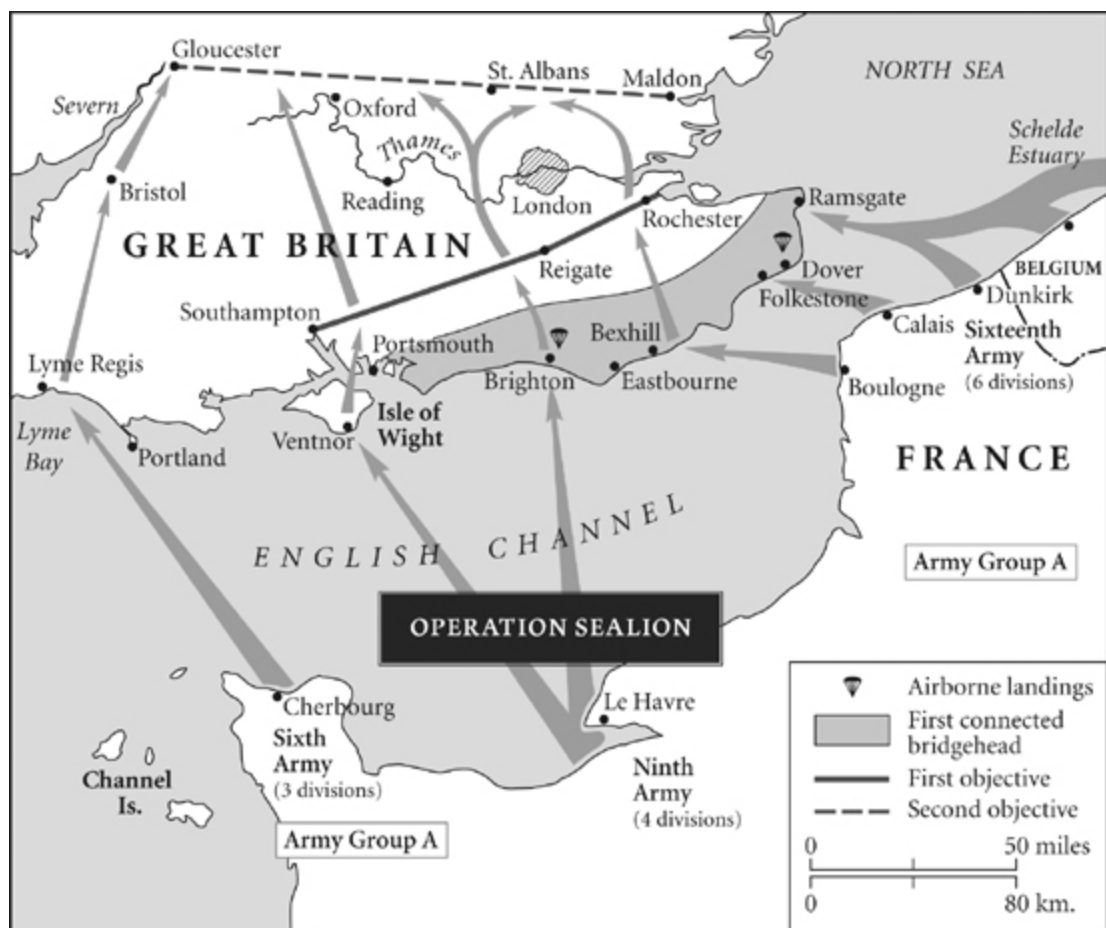 Gloucester
St. Albans
Maldon
NORTH SEA
Severn
Oxford
Thames
Schelde
Estuary
Bristol
Reading
London
Rochester
Ramsgate
GREAT BRITAIN
Reigate
Dover
Folkestone
BELGIUM
Dunkirk
Southampton
Calais
Sixteenth
Army
(6 divisions)
Lyme Regis
Portsmouth
Bexhill
Brighton
Eastbourne
Boulogne
Lyme
Bay
Portland
Ventnor
Isle of
Wight
FRANCE
ENGLISH CHANNEL
Army Group A
OPERATION SEALION
Cherbourg
Le Havre
Sixth
Army
(3 divisions)
Ninth
Army
(4 divisions)
Channel
Is.
Army Group A
Airborne landings
First connected
bridgehead
First objective
Second objective
0 50 miles
0 80 km.